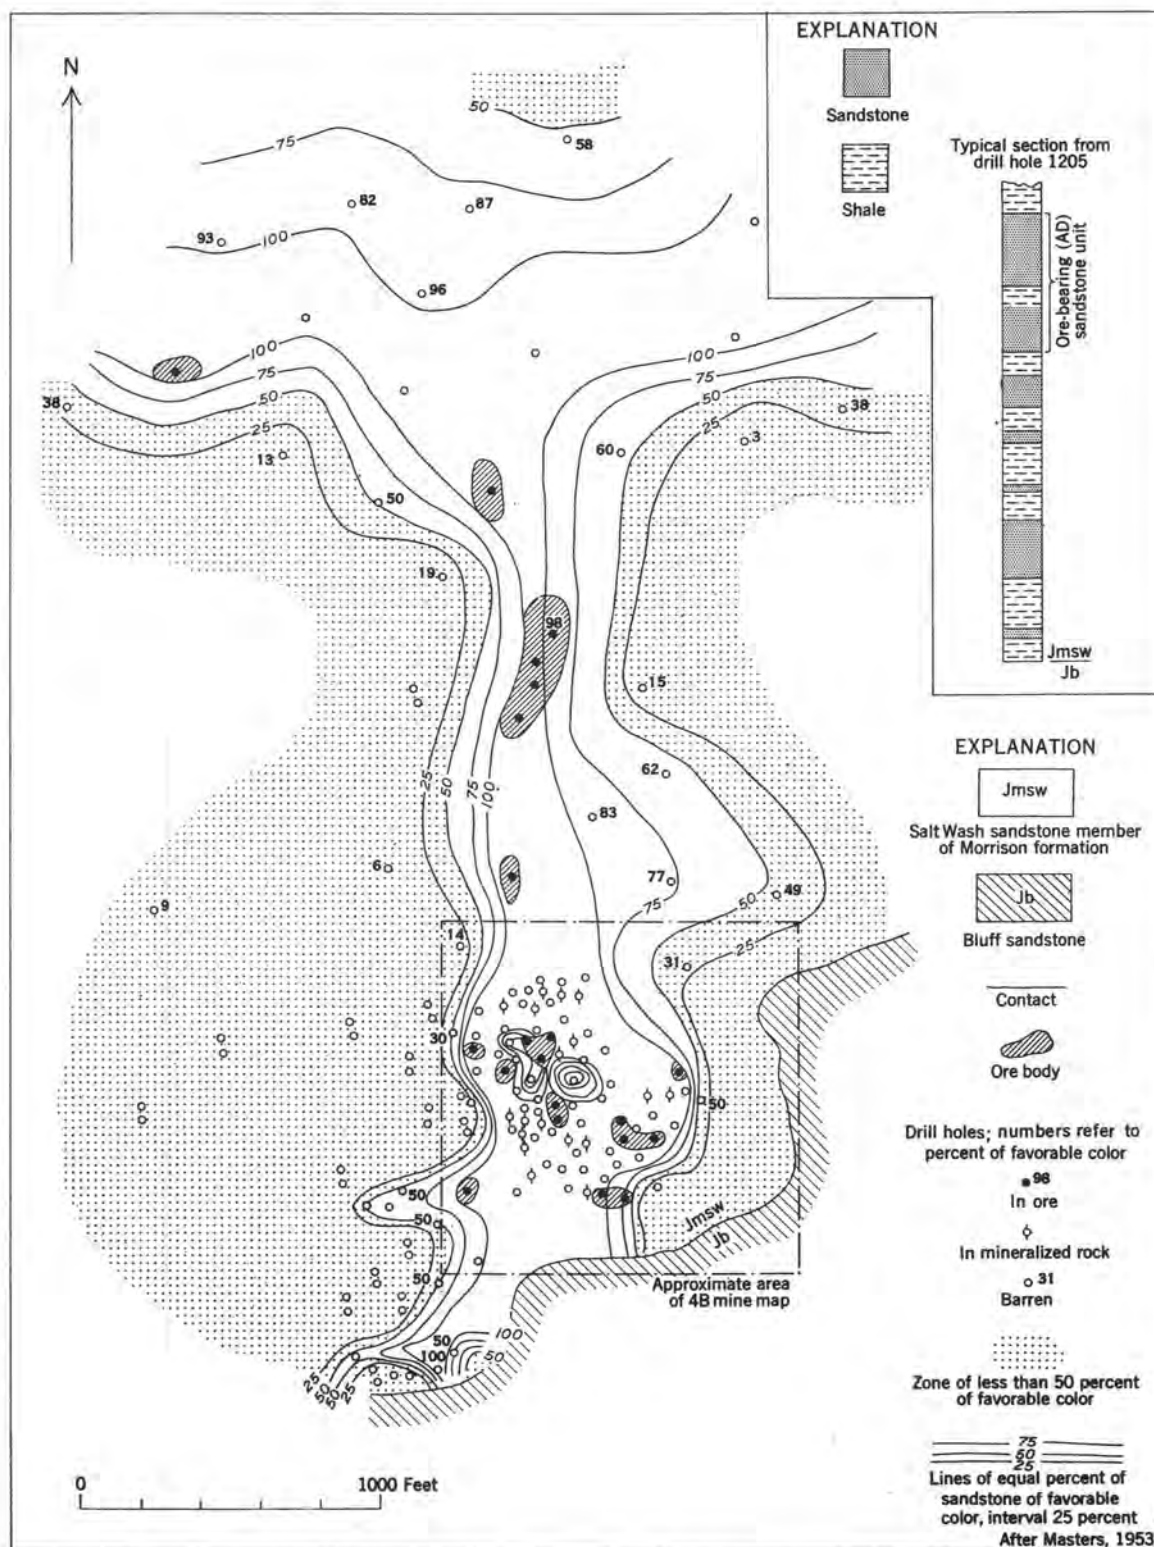 N
50
58
75
82
87
93
100
96
100
75
50
25
38
13
50
19
100
75
50
25
38
3
60
98
15
62
83
77
49
25
50
75
100
6
9
14
75
50
25
31
30
50
50
50
50
50
100
100
50
25
50
50
25
Jmsw
Jb
Approximate area
of 4B mine map
0
1000 Feet
EXPLANATION
Sandstone
Shale
Typical section from
drill hole 1205
Ore-bearing (AD)
sandstone unit
Jmsw
Jb
EXPLANATION
Jmsw
Salt Wash sandstone member
of Morrison formation
Jb
Bluff sandstone
Contact
Ore body
Drill holes; numbers refer to
percent of favorable color
98
In ore
In mineralized rock
31
Barren
Zone of less than 50 percent
of favorable color
75
50
25
Lines of equal percent of
sandstone of favorable
color, interval 25 percent
After Masters, 1953